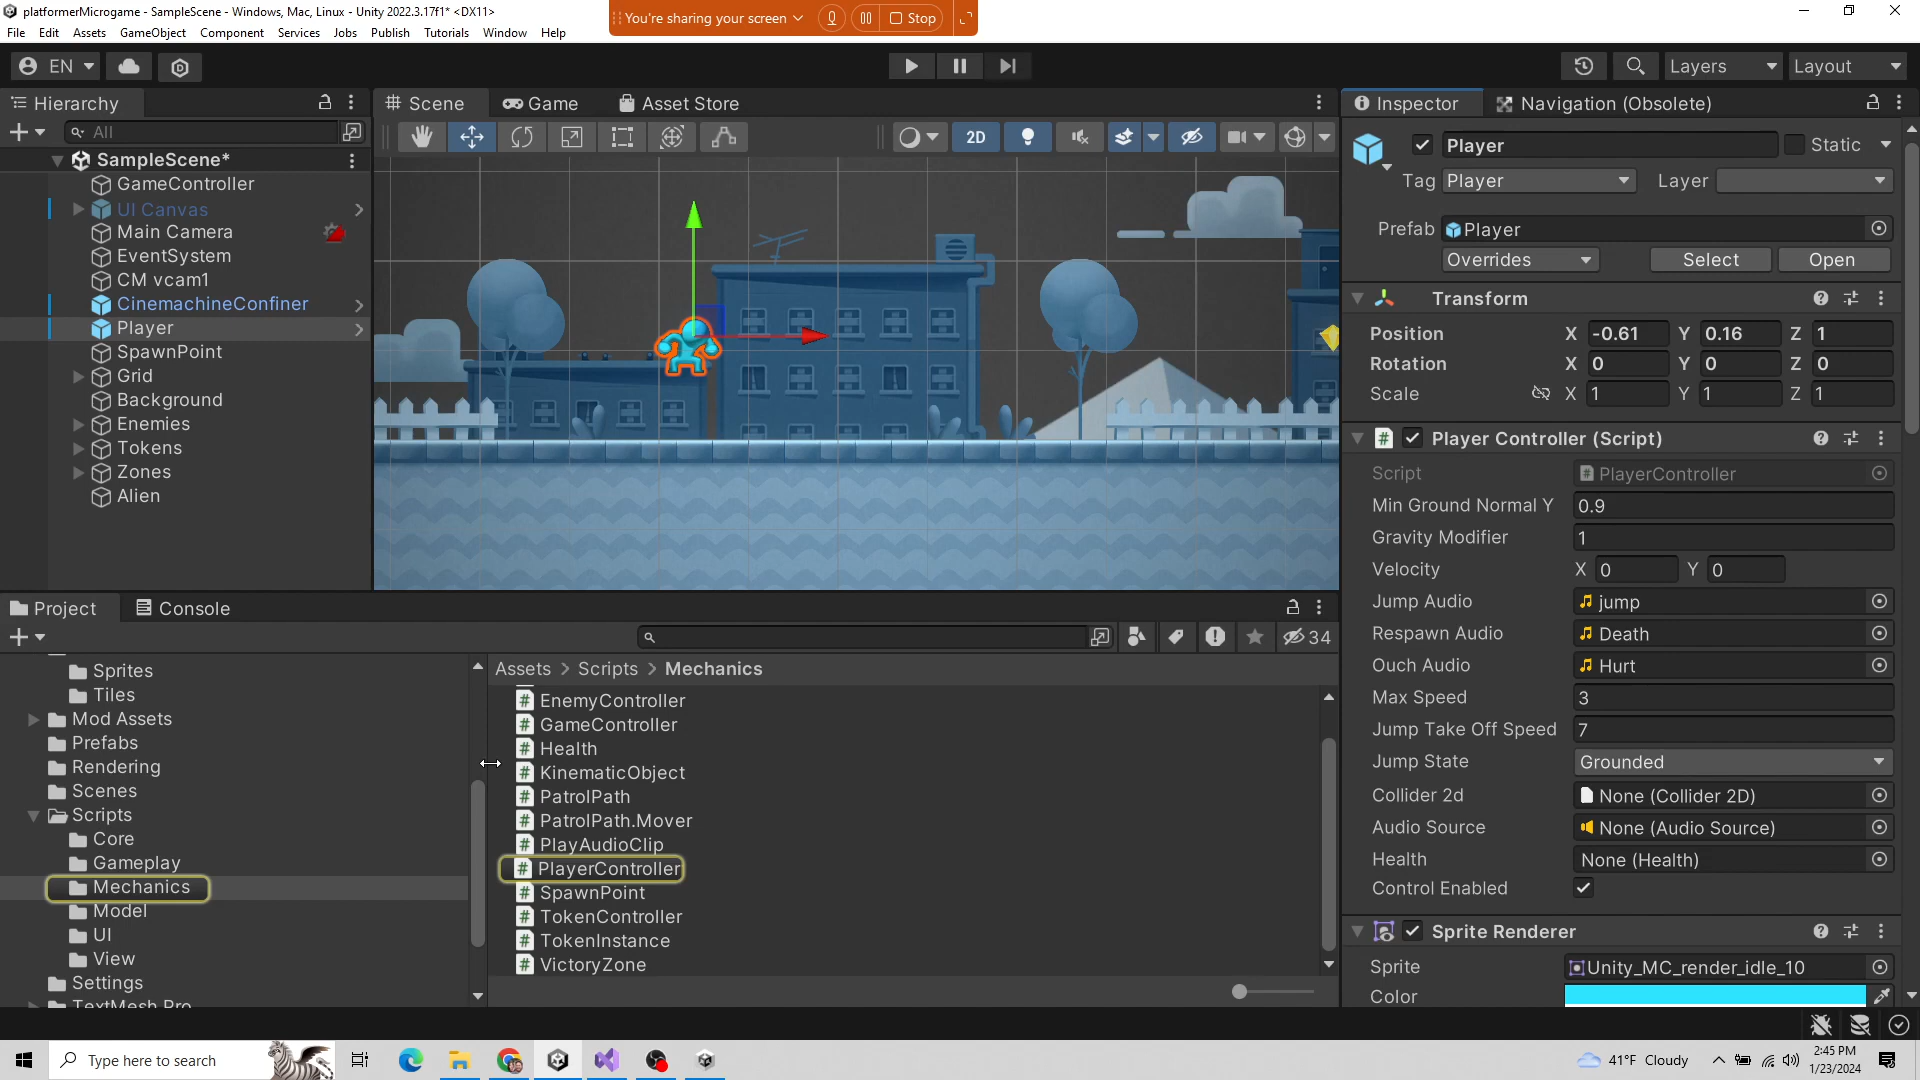 platformerMicrogame - SampleScene - Windows, Mac, Linux - Unity 2022.3.17f1* <DX11>
You're sharing your screen
Stop
File Edit Assets GameObject Component Services Jobs Publish Tutorials Window Help
EN
Layers
Layout
Hierarchy
Scene
Game
Asset Store
Inspector
Navigation (Obsolete)
All
2D
SampleScene*
GameController
UI Canvas
Main Camera
EventSystem
CM vcam1
CinemachineConfiner
Player
SpawnPoint
Grid
Background
Enemies
Tokens
Zones
Alien
Player
Static
Tag Player Layer
Prefab Player
Overrides Select Open
Transform
Position X -0.61 Y 0.16 Z 1
Rotation X 0 Y 0 Z 0
Scale X 1 Y 1 Z 1
Player Controller (Script)
Script PlayerController
Min Ground Normal Y 0.9
Gravity Modifier 1
Velocity X 0 Y 0
Jump Audio jump
Respawn Audio Death
Ouch Audio Hurt
Max Speed 3
Jump Take Off Speed 7
Jump State Grounded
Collider 2d None (Collider 2D)
Audio Source None (Audio Source)
Health None (Health)
Control Enabled
Sprite Renderer
Sprite Unity_MC_render_idle_10
Color
Project
Console
34
Sprites
Tiles
Mod Assets
Prefabs
Rendering
Scenes
Scripts
Core
Gameplay
Mechanics
Model
UI
View
Settings
TextMesh Pro
Assets > Scripts > Mechanics
EnemyController
GameController
Health
KinematicObject
PatrolPath
PatrolPath.Mover
PlayAudioClip
PlayerController
SpawnPoint
TokenController
TokenInstance
VictoryZone
Type here to search
41°F Cloudy
2:45 PM
1/23/2024